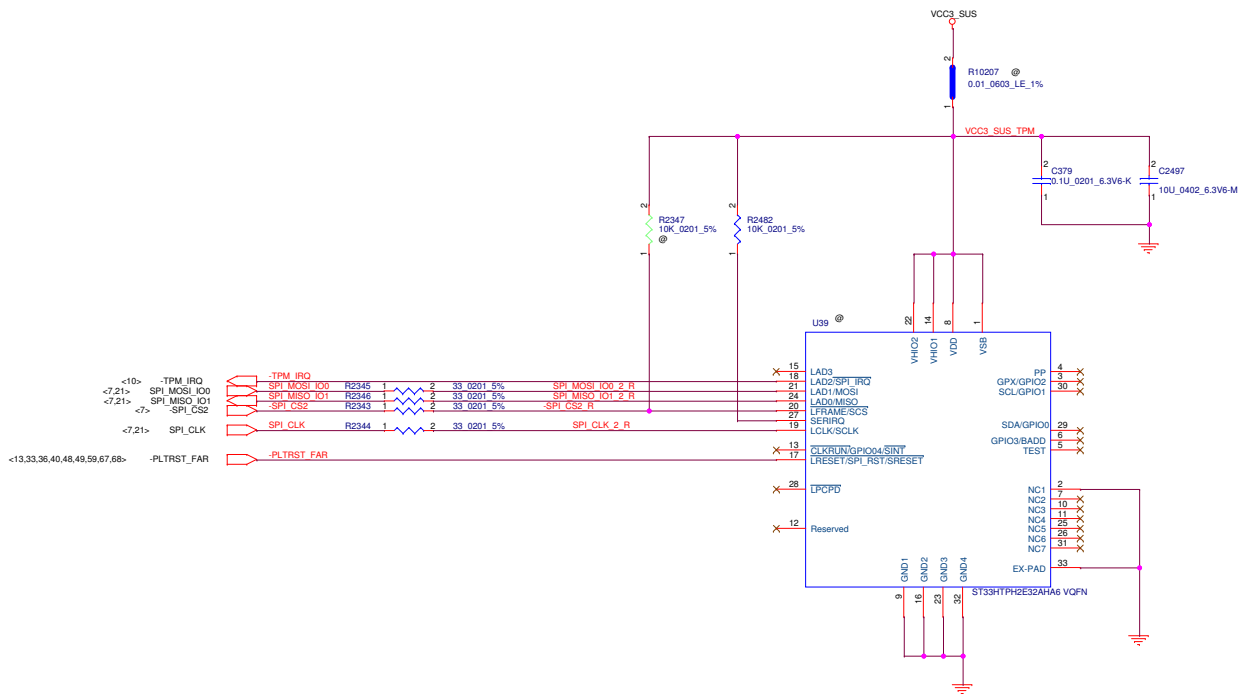 VCC3_SUS
2
R10207 @
0.01_0603_LE_1%
1
VCC3_SUS_TPM
2
C379
0.1U_0201_6.3V6-K
1
2
C2497
10U_0402_6.3V6-M
1
2
R2347
10K_0201_5%
@
1
2
R2482
10K_0201_5%
1
U39 @
22
14
8
1
VHIO2
VHIO1
VDD
VSB
<10> -TPM_IRQ
-TPM_IRQ
<7,21> SPI_MOSI_IO0
SPI_MOSI_IO0 R2345 1 2 33_0201_5% SPI_MOSI_IO0_2_R
<7,21> SPI_MISO_IO1
SPI_MISO_IO1 R2346 1 2 33_0201_5% SPI_MISO_IO1_2_R
<7> -SPI_CS2
-SPI_CS2 R2343 1 2 33_0201_5% -SPI_CS2_R
<7,21> SPI_CLK
SPI_CLK R2344 1 2 33_0201_5% SPI_CLK_2_R
<13,33,36,40,48,49,59,67,68> -PLTRST_FAR
-PLTRST_FAR
15 LAD3
18 LAD2/SPI_IRQ
21 LAD1/MOSI
24 LAD0/MISO
20 LFRAME/SCS
27 SERIRQ
19 LCLK/SCLK
13 CLKRUN/GPIO04/SINT
17 LRESET/SPI_RST/SRESET
28 LPCPD
12 Reserved
PP 4
GPX/GPIO2 3
SCL/GPIO1 30
SDA/GPIO0 29
GPIO3/BADD 6
TEST 5
NC1 2
NC2 7
NC3 10
NC4 11
NC5 25
NC6 26
NC7 31
EX-PAD 33
GND1
GND2
GND3
GND4
9
16
23
32
ST33HTPH2E32AHA6 VQFN